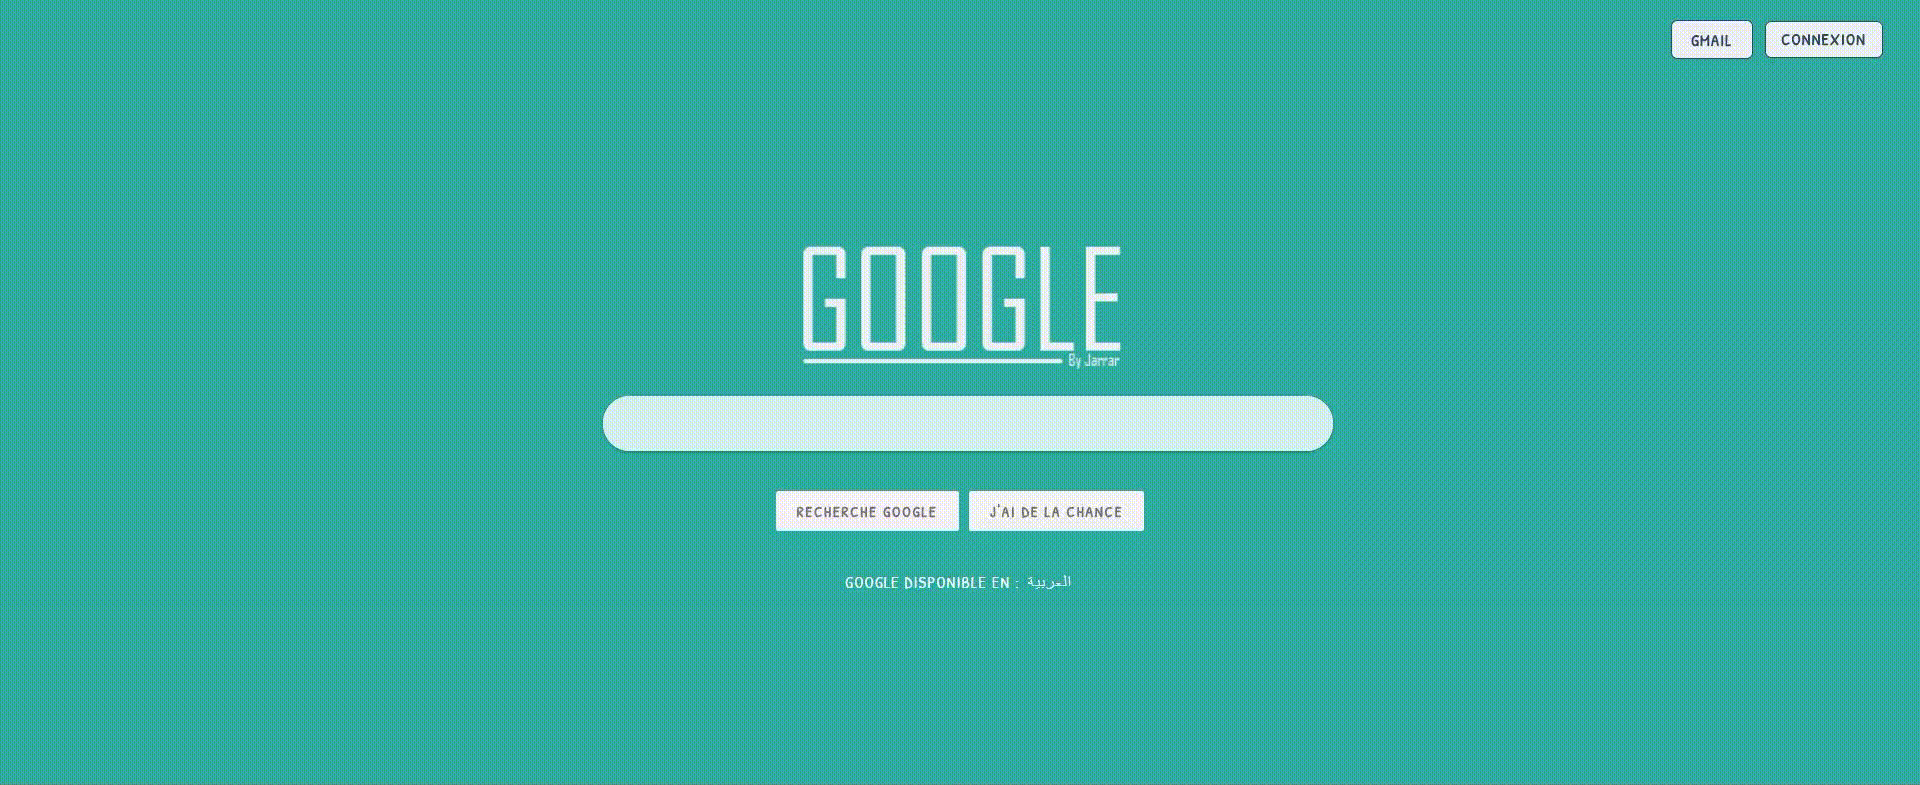 GMAIL CONNEXION
GOOGLE
By Jarrar
RECHERCHE GOOGLE J'AI DE LA CHANCE
GOOGLE DISPONIBLE EN : العربية